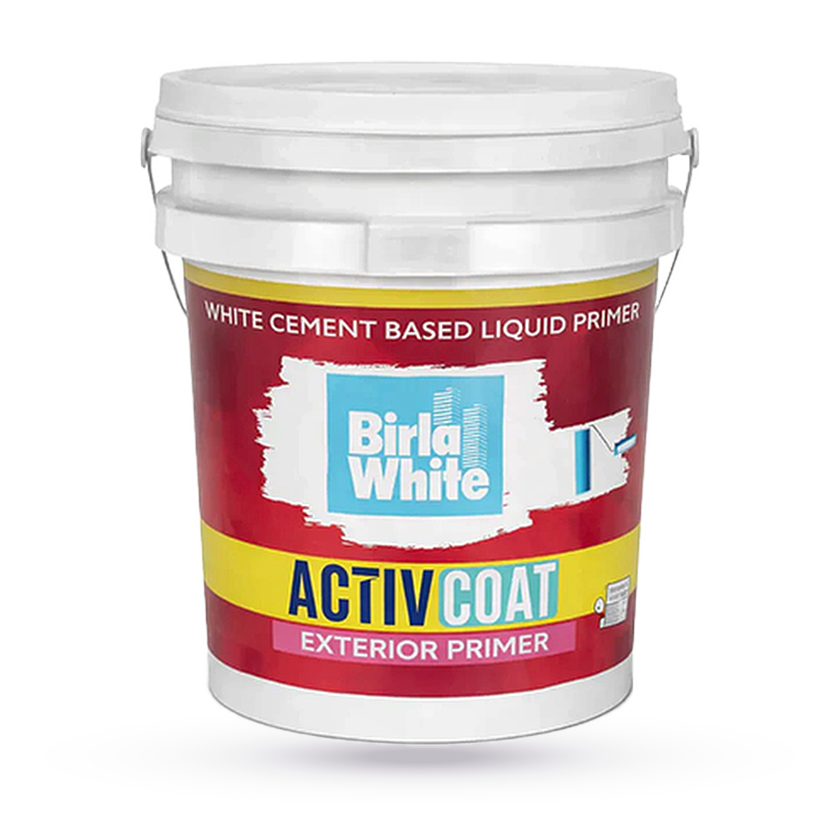 WHITE CEMENT BASED LIQUID PRIMER
Birla
White
ACTIVCOAT
EXTERIOR PRIMER